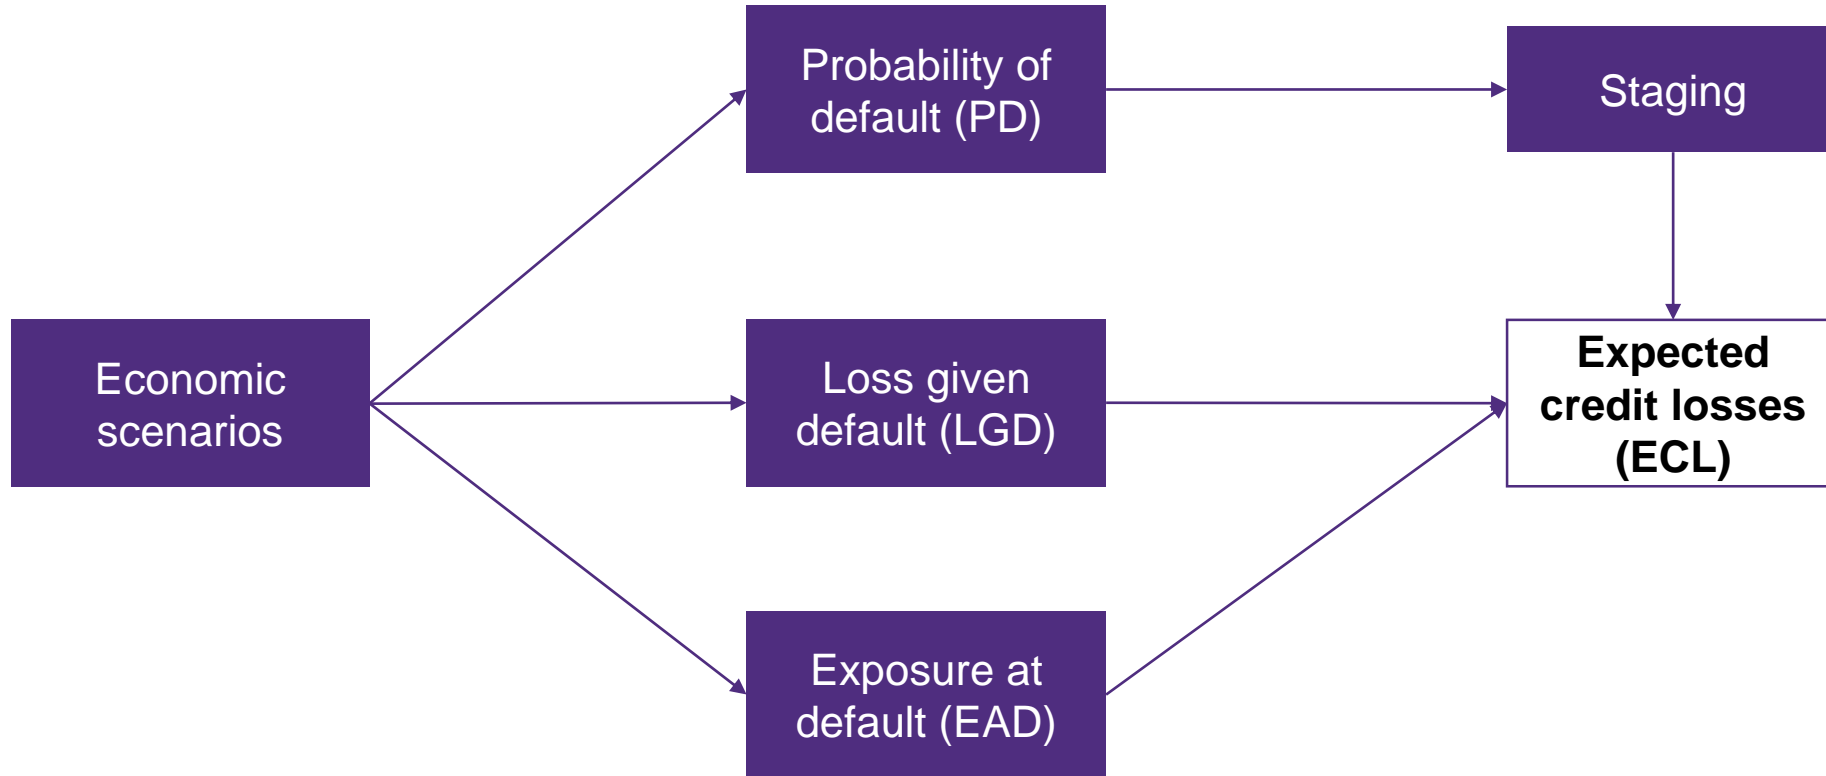 Probability of
default (PD)
Staging
Economic
scenarios
Loss given
default (LGD)
Expected
credit losses
(ECL)
Exposure at
default (EAD)